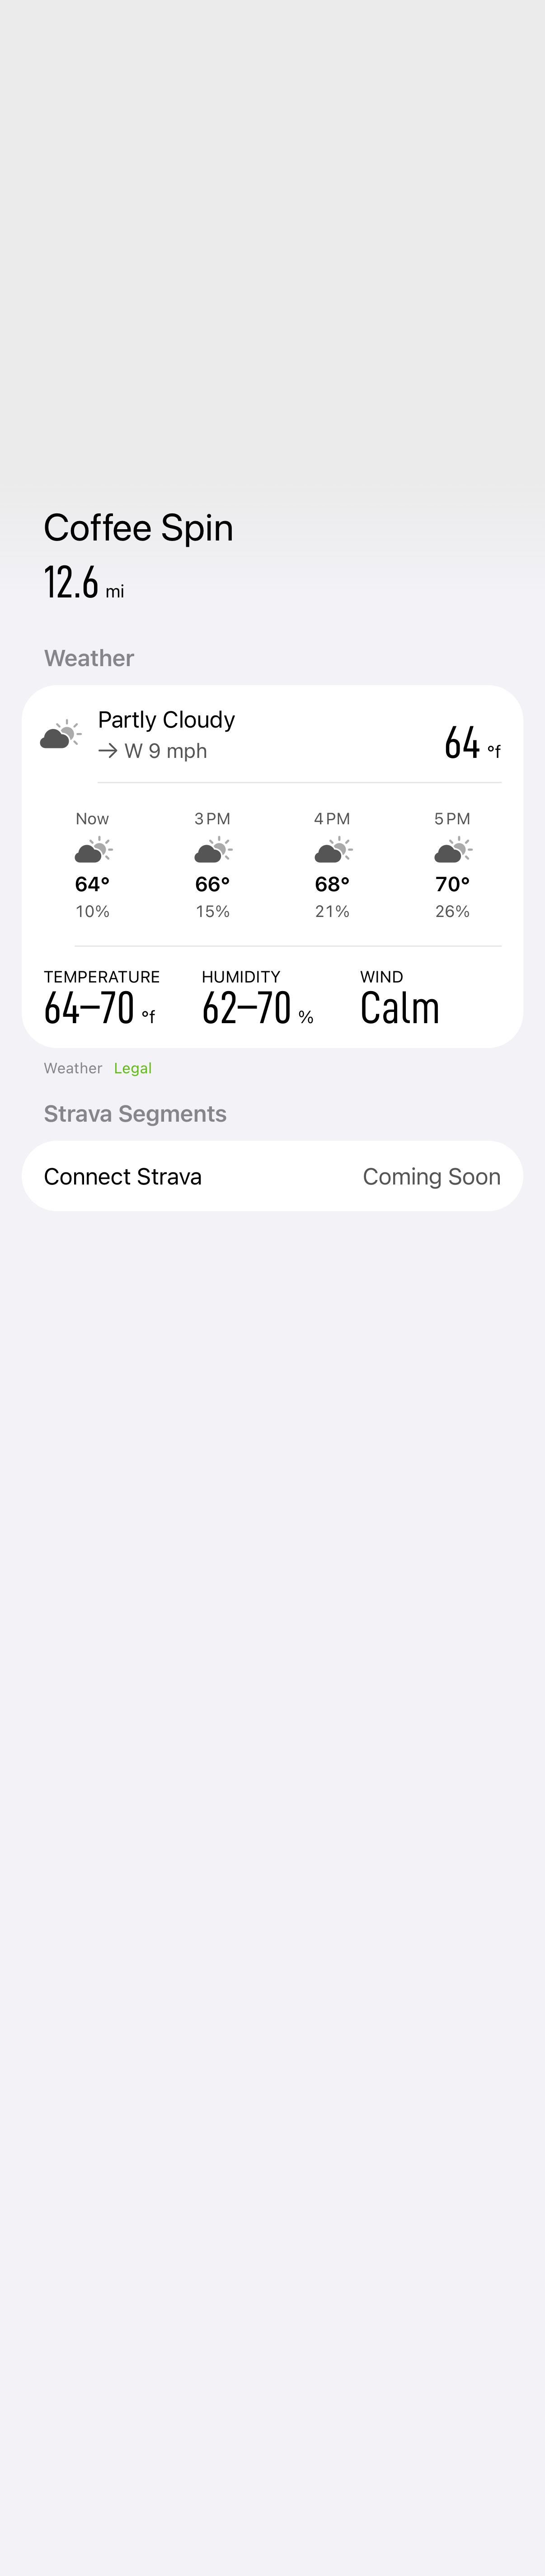 Coffee Spin
12.6 mi
Weather
Partly Cloudy
→ W 9 mph
64 °f
Now 3 PM 4 PM 5 PM
64° 66° 68° 70°
10% 15% 21% 26%
TEMPERATURE HUMIDITY WIND
64–70 °f 62–70 % Calm
Weather Legal
Strava Segments
Connect Strava Coming Soon